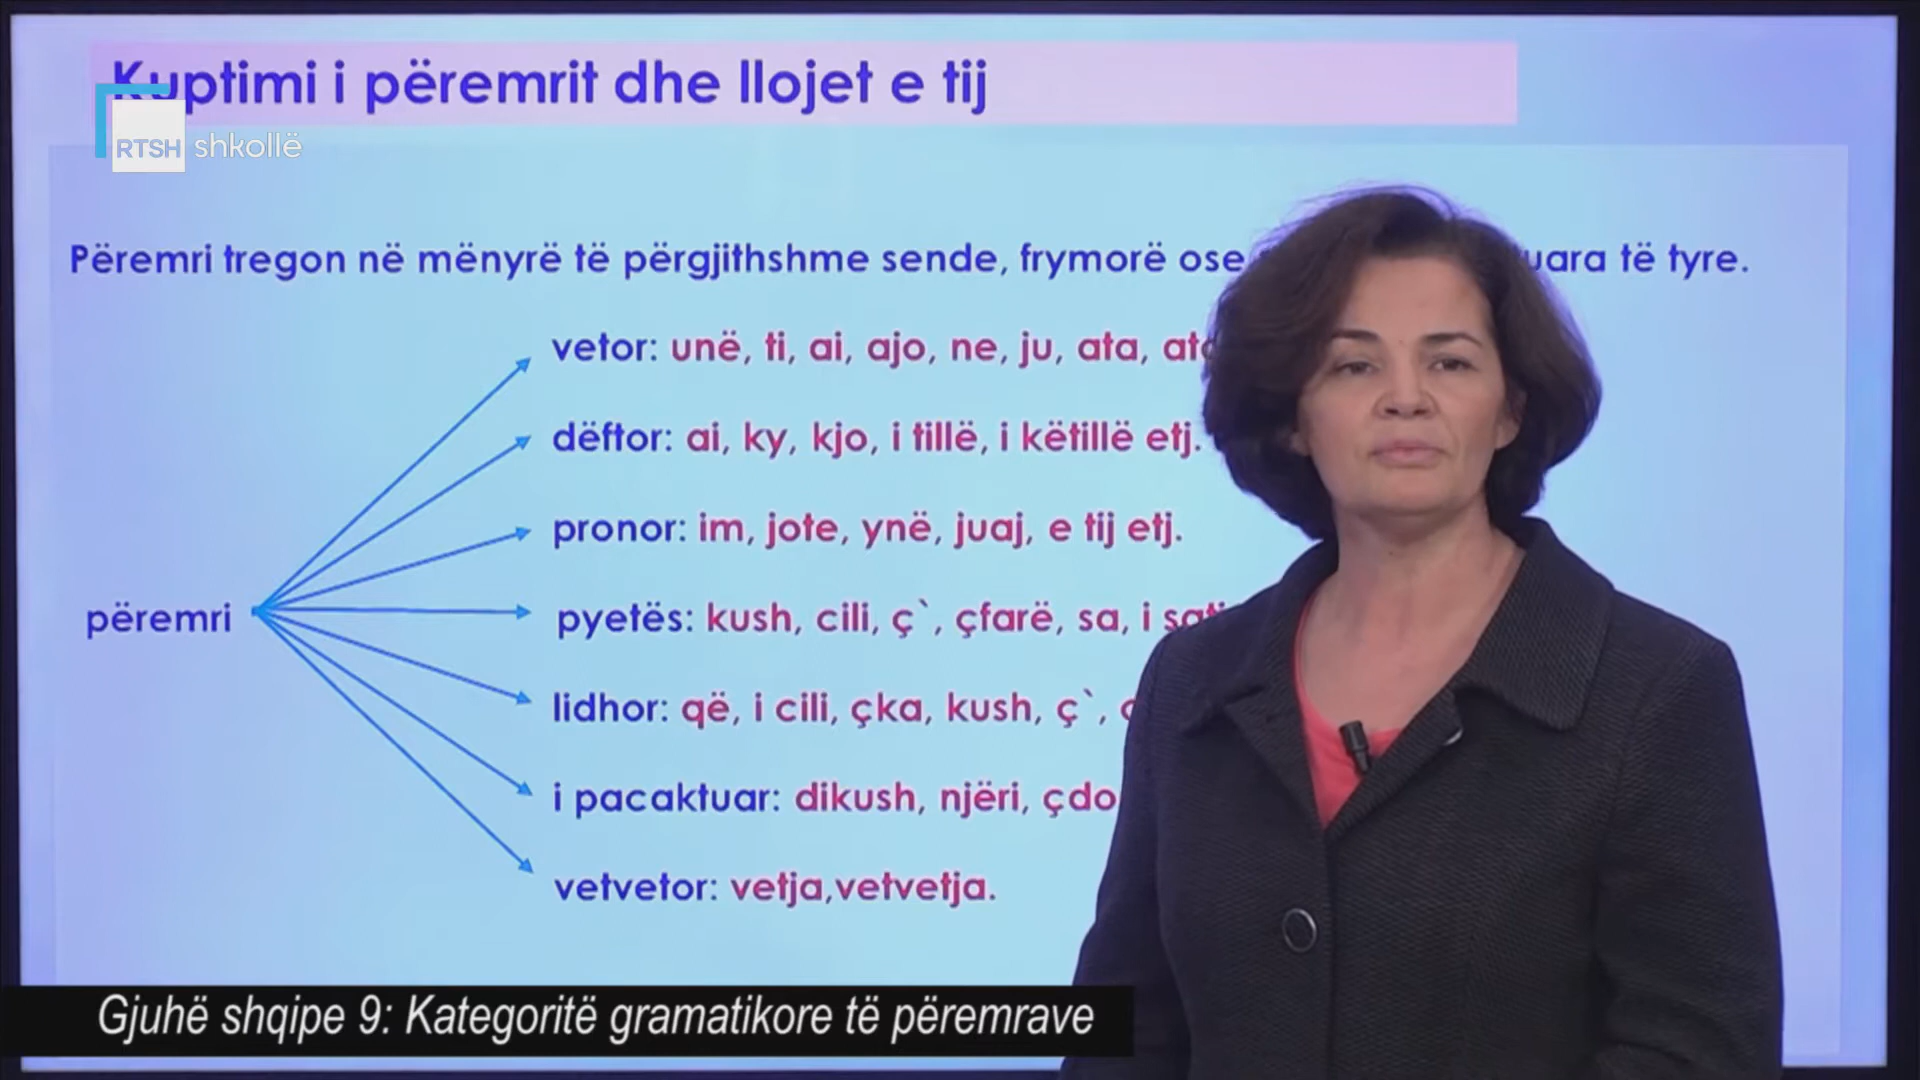 Kuptimi i përemrit dhe llojet e tij
RTSH shkollë
Përemri tregon në mënyrë të përgjithshme sende, frymorë ose të tyre.
vetor: unë, ti, ai, ajo, ne, ju, ata,
dëftor: ai, ky, kjo, i tillë, i këtillë etj.
pronor: im, jote, ynë, juaj, e tij etj.
përemri
pyetës: kush, cili, ç`, çfarë, sa, i
lidhor: që, i cili, çka, kush, ç`,
i pacaktuar: dikush, njëri, çdo
vetvetor: vetja,vetvetja.
Gjuhë shqipe 9: Kategoritë gramatikore të përemrave